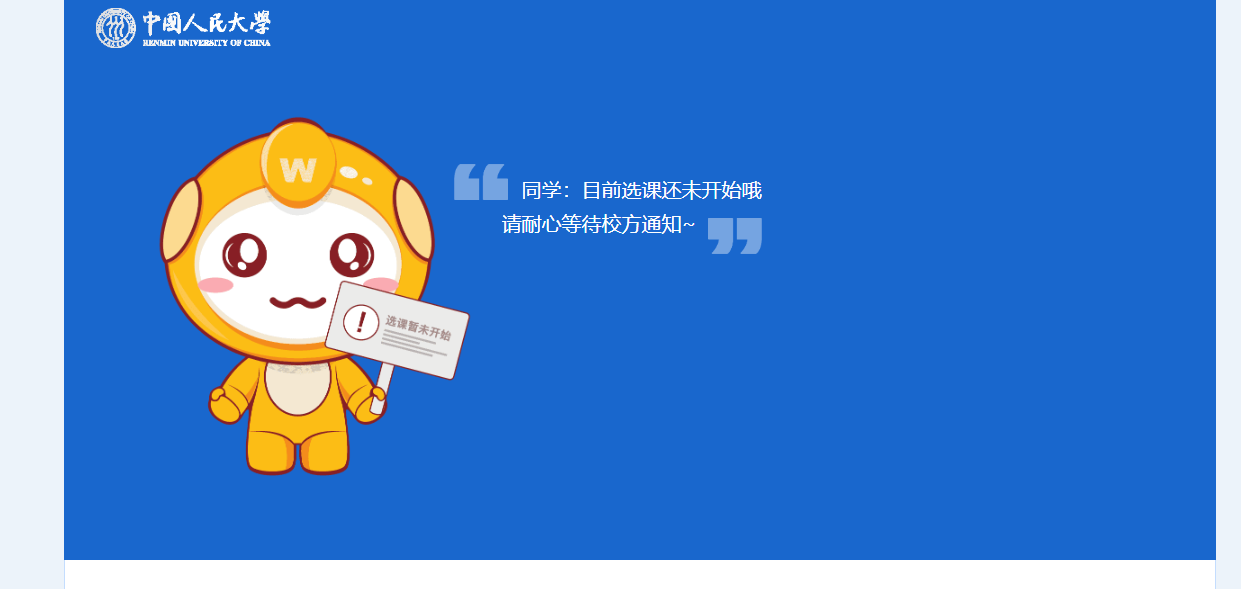 中國人民大學
RENMIN UNIVERSITY OF CHINA
W
同学：目前选课还未开始哦
请耐心等待校方通知~
!
选课暂未开始